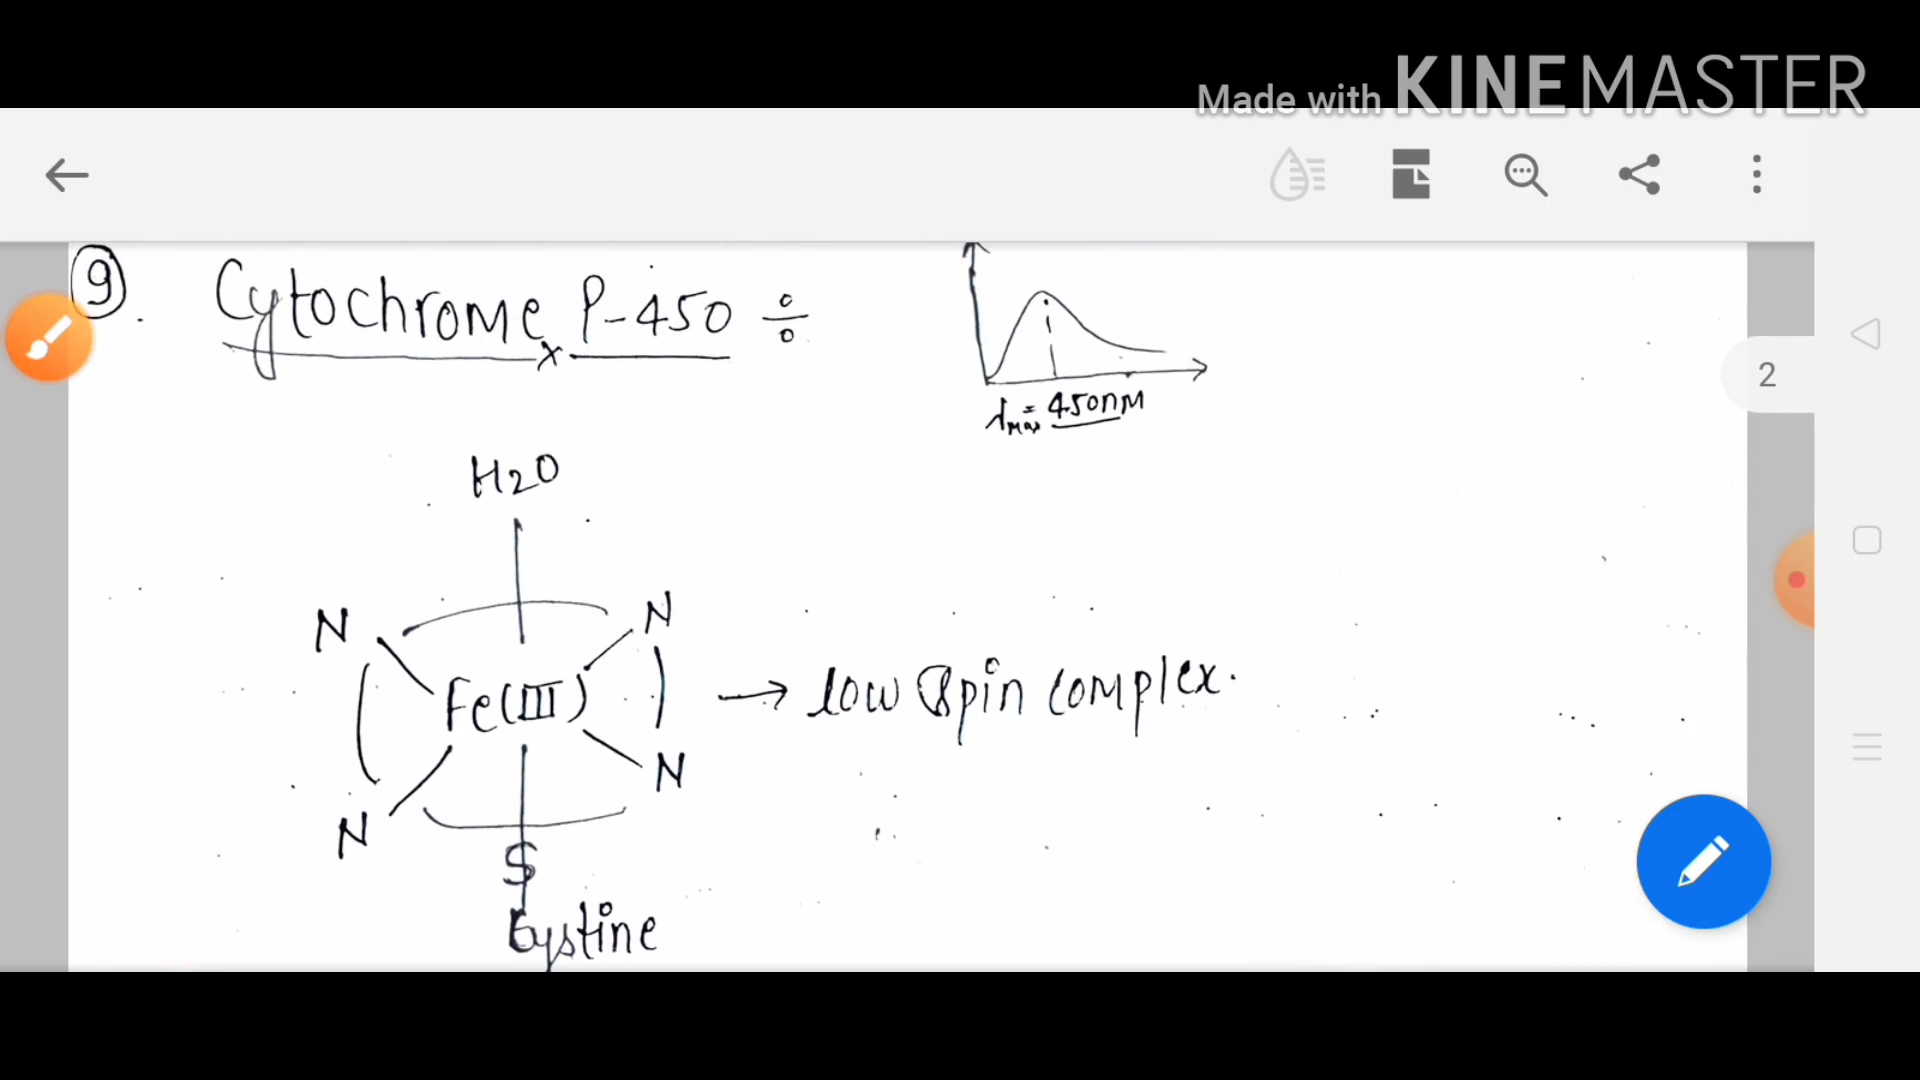 Made with KINEMASTER
2
9. Cytochrome P-450 ÷
λmax = 450nm
H2O
N N
Fe(III) → low spin complex.
N N
S
Cystine